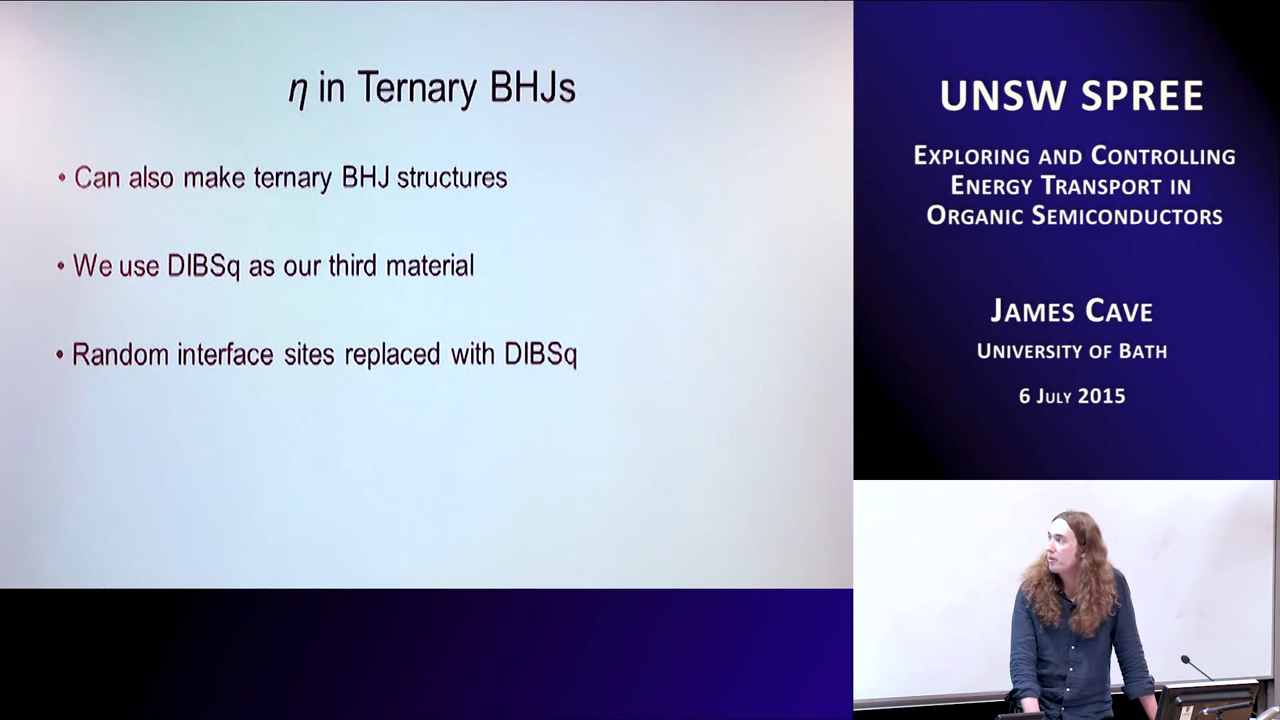 η in Ternary BHJs
• Can also make ternary BHJ structures
• We use DIBSq as our third material
• Random interface sites replaced with DIBSq
UNSW SPREE
EXPLORING AND CONTROLLING
ENERGY TRANSPORT IN
ORGANIC SEMICONDUCTORS
JAMES CAVE
UNIVERSITY OF BATH
6 JULY 2015